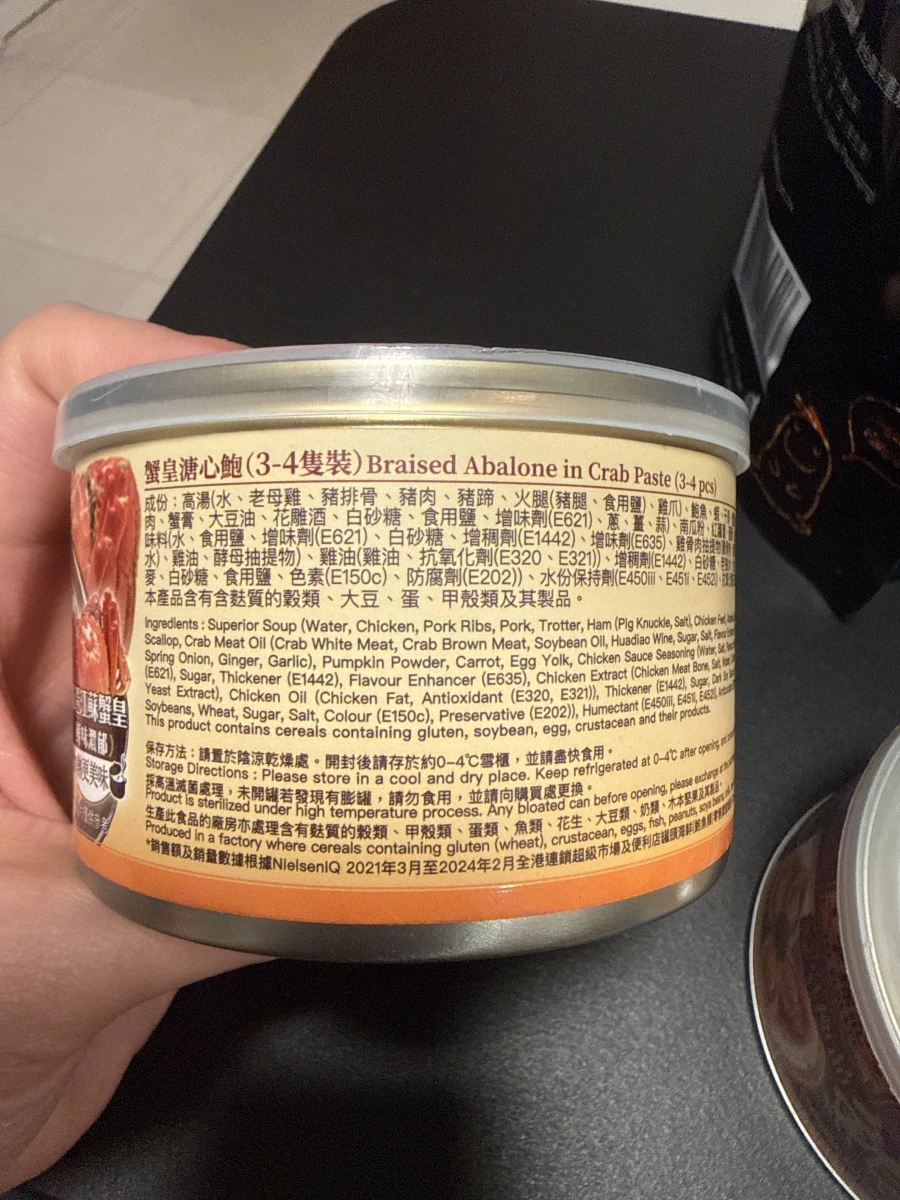 蟹皇溏心鮑(3-4隻裝) Braised Abalone in Crab Paste (3-4 pcs)
成份：高湯(水、老母雞、豬排骨、豬肉、豬蹄、火腿(豬腿、食用鹽)、雞爪)、鮑魚、蝦、
肉、蟹膏、大豆油、花雕酒、白砂糖、食用鹽、增味劑(E621)、蔥、薑、蒜)、南瓜粉、
味料(水、食用鹽、增味劑(E621)、白砂糖、增稠劑(E1442)、增味劑(E635)、雞骨肉抽提物
水)、雞油、酵母抽提物)、雞油(雞油、抗氧化劑(E320、E321))、增稠劑(E1442)、白砂糖、
麥、白砂糖、食用鹽、色素(E150c)、防腐劑(E202))、水份保持劑(E450iii、E451i、E452i)
本產品含有含麩質的穀類、大豆、蛋、甲殼類及其製品。
Ingredients : Superior Soup (Water, Chicken, Pork Ribs, Pork, Trotter, Ham (Pig Knuckle, Salt), Chicken Feet),
Scallop, Crab Meat Oil (Crab White Meat, Crab Brown Meat, Soybean Oil, Huadiao Wine, Sugar, Salt, Flavour
Spring Onion, Ginger, Garlic), Pumpkin Powder, Carrot, Egg Yolk, Chicken Sauce Seasoning (Water, Salt,
(E621), Sugar, Thickener (E1442), Flavour Enhancer (E635), Chicken Extract (Chicken Meat Bone, Salt,
Yeast Extract), Chicken Oil (Chicken Fat, Antioxidant (E320, E321)), Thickener (E1442), Sugar, Dark
Soybeans, Wheat, Sugar, Salt, Colour (E150c), Preservative (E202)), Humectant (E450iii, E451i, E452i),
This product contains cereals containing gluten, soybean, egg, crustacean and their products.
保存方法：請置於陰涼乾燥處。開封後請存於約0-4℃雪櫃，並請盡快食用。
Storage Directions : Please store in a cool and dry place. Keep refrigerated at 0-4℃ after opening,
採高溫滅菌處理，未開罐若發現有膨罐，請勿食用，並請向購買處更換。
Product is sterilized under high temperature process. Any bloated can before opening, please exchange at
生產此食品的廠房亦處理含有麩質的穀類、甲殼類、蛋類、魚類、花生、大豆類、奶類、木本堅果及其製品。
Produced in a factory where cereals containing gluten (wheat), crustacean, eggs, fish, peanuts, soya beans,
*銷售額及銷量數據根據NielsenIQ 2021年3月至2024年2月全港連鎖超級市場及便利店罐頭海鮮
蘇蟹皇
更美味